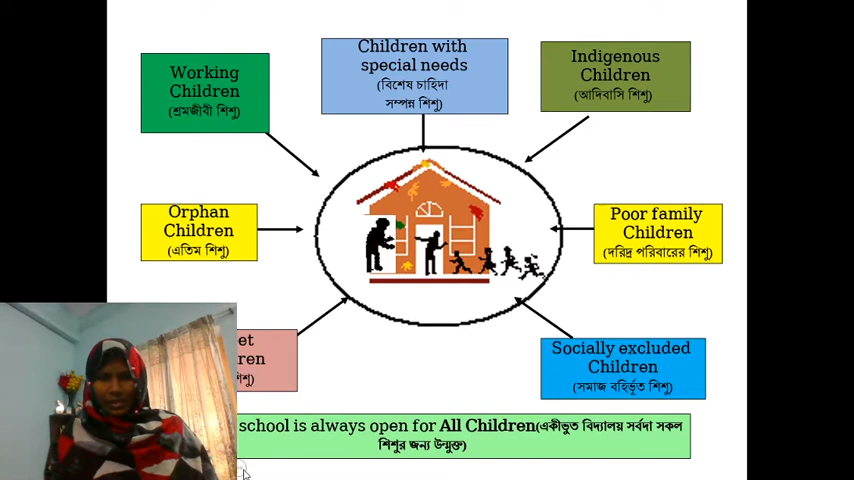 Children with
special needs
(বিশেষ চাহিদা
সম্পন্ন শিশু)
Working
Children
(শ্রমজীবী শিশু)
Indigenous
Children
(আদিবাসি শিশু)
Orphan
Children
(এতিম শিশু)
Poor family
Children
(দরিদ্র পরিবারের শিশু)
Socially excluded
Children
(সমাজ বহির্ভূত শিশু)
school is always open for All Children(একীভুত বিদ্যালয় সর্বদা সকল
শিশুর জন্য উন্মুক্ত)